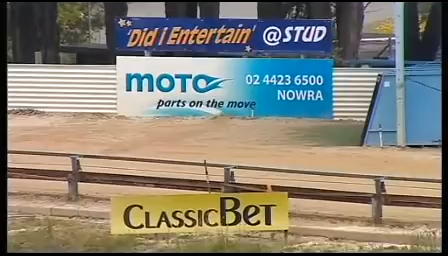 'Did i Entertain' @ STUD
MOTO
parts on the move
02 4423 6500
NOWRA
CLASSICBET